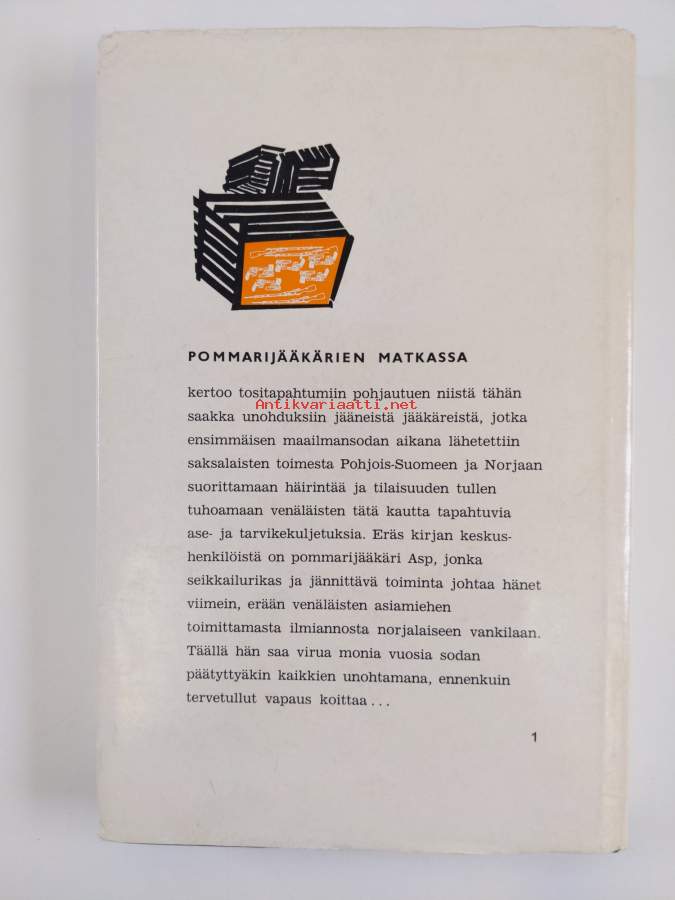 POMMARIJÄÄKÄRIEN MATKASSA
kertoo tositapahtumiin pohjautuen niistä tähän
Antikvariaatti.net
saakka unohduksiin jääneistä jääkäreistä, jotka
ensimmäisen maailmansodan aikana lähetettiin
saksalaisten toimesta Pohjois-Suomeen ja Norjaan
suorittamaan häirintää ja tilaisuuden tullen
tuhoamaan venäläisten tätä kautta tapahtuvia
ase- ja tarvikekuljetuksia. Eräs kirjan keskus-
henkilöistä on pommarijääkäri Asp, jonka
seikkailurikas ja jännittävä toiminta johtaa hänet
viimein, erään venäläisten asiamiehen
toimittamasta ilmiannosta norjalaiseen vankilaan.
Täällä hän saa virua monia vuosia sodan
päätyttyäkin kaikkien unohtamana, ennenkuin
tervetullut vapaus koittaa...
1